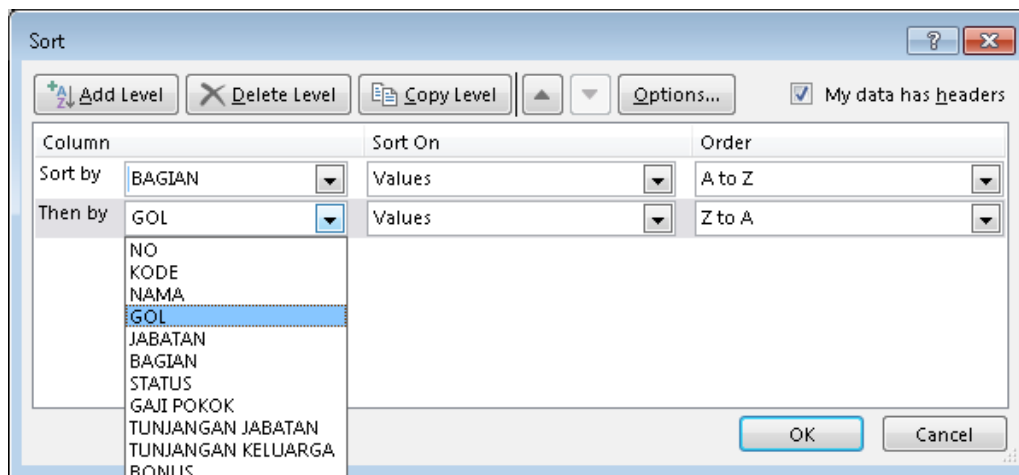 Sort
Add Level Delete Level Copy Level Options... My data has headers
Column Sort On Order
Sort by BAGIAN Values A to Z
Then by GOL Values Z to A
NO
KODE
NAMA
GOL
JABATAN
BAGIAN
STATUS
GAJI POKOK
TUNJANGAN JABATAN
TUNJANGAN KELUARGA
BONUS
OK Cancel